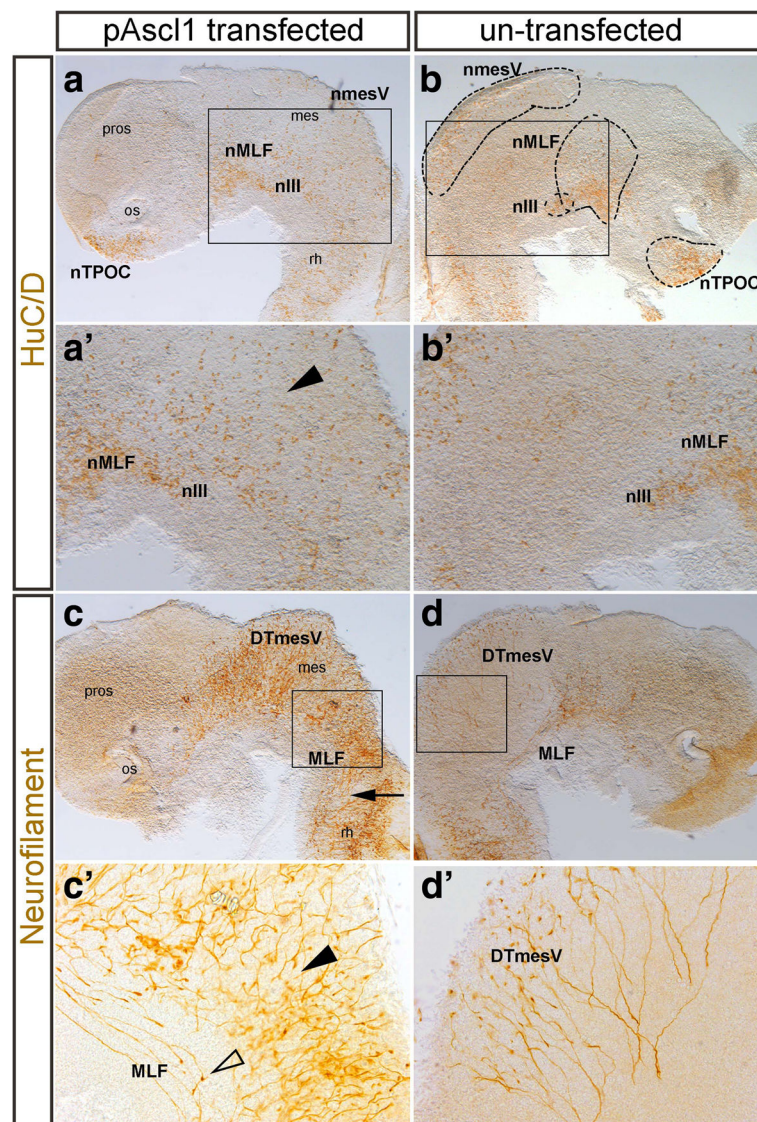 pAscl1 transfected
un-transfected
HuC/D
a
nmesV
pros
mes
nMLF
nIII
os
rh
nTPOC
b
nmesV
nMLF
nIII
nTPOC
a’
nMLF
nIII
b’
nMLF
nIII
Neurofilament
c
DTmesV
mes
pros
MLF
os
rh
d
DTmesV
MLF
c’
MLF
d’
DTmesV